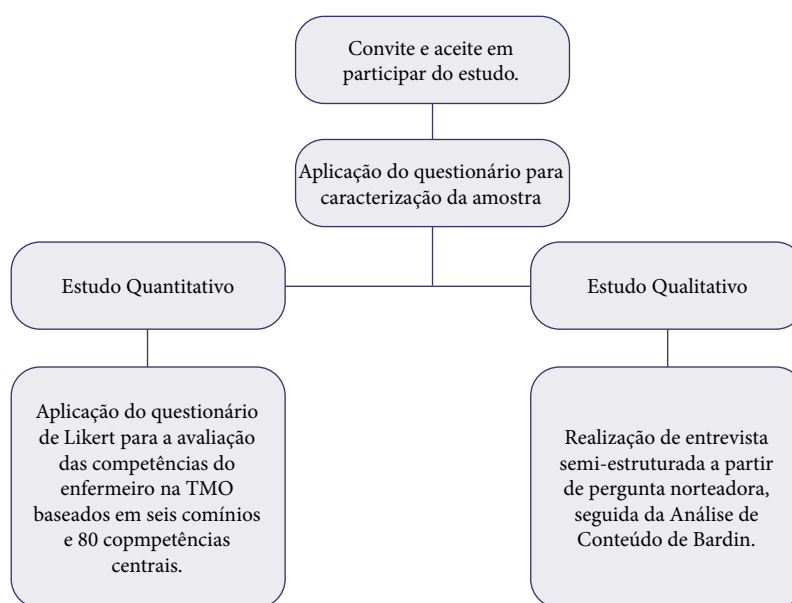 Convite e aceite em
participar do estudo.
Aplicação do questionário para
caracterização da amostra
Estudo Quantitativo
Estudo Qualitativo
Aplicação do questionário
de Likert para a avaliação
das competências do
enfermeiro na TMO
baseados em seis comínios
e 80 copmpetências
centrais.
Realização de entrevista
semi-estruturada a partir
de pergunta norteadora,
seguida da Análise de
Conteúdo de Bardin.